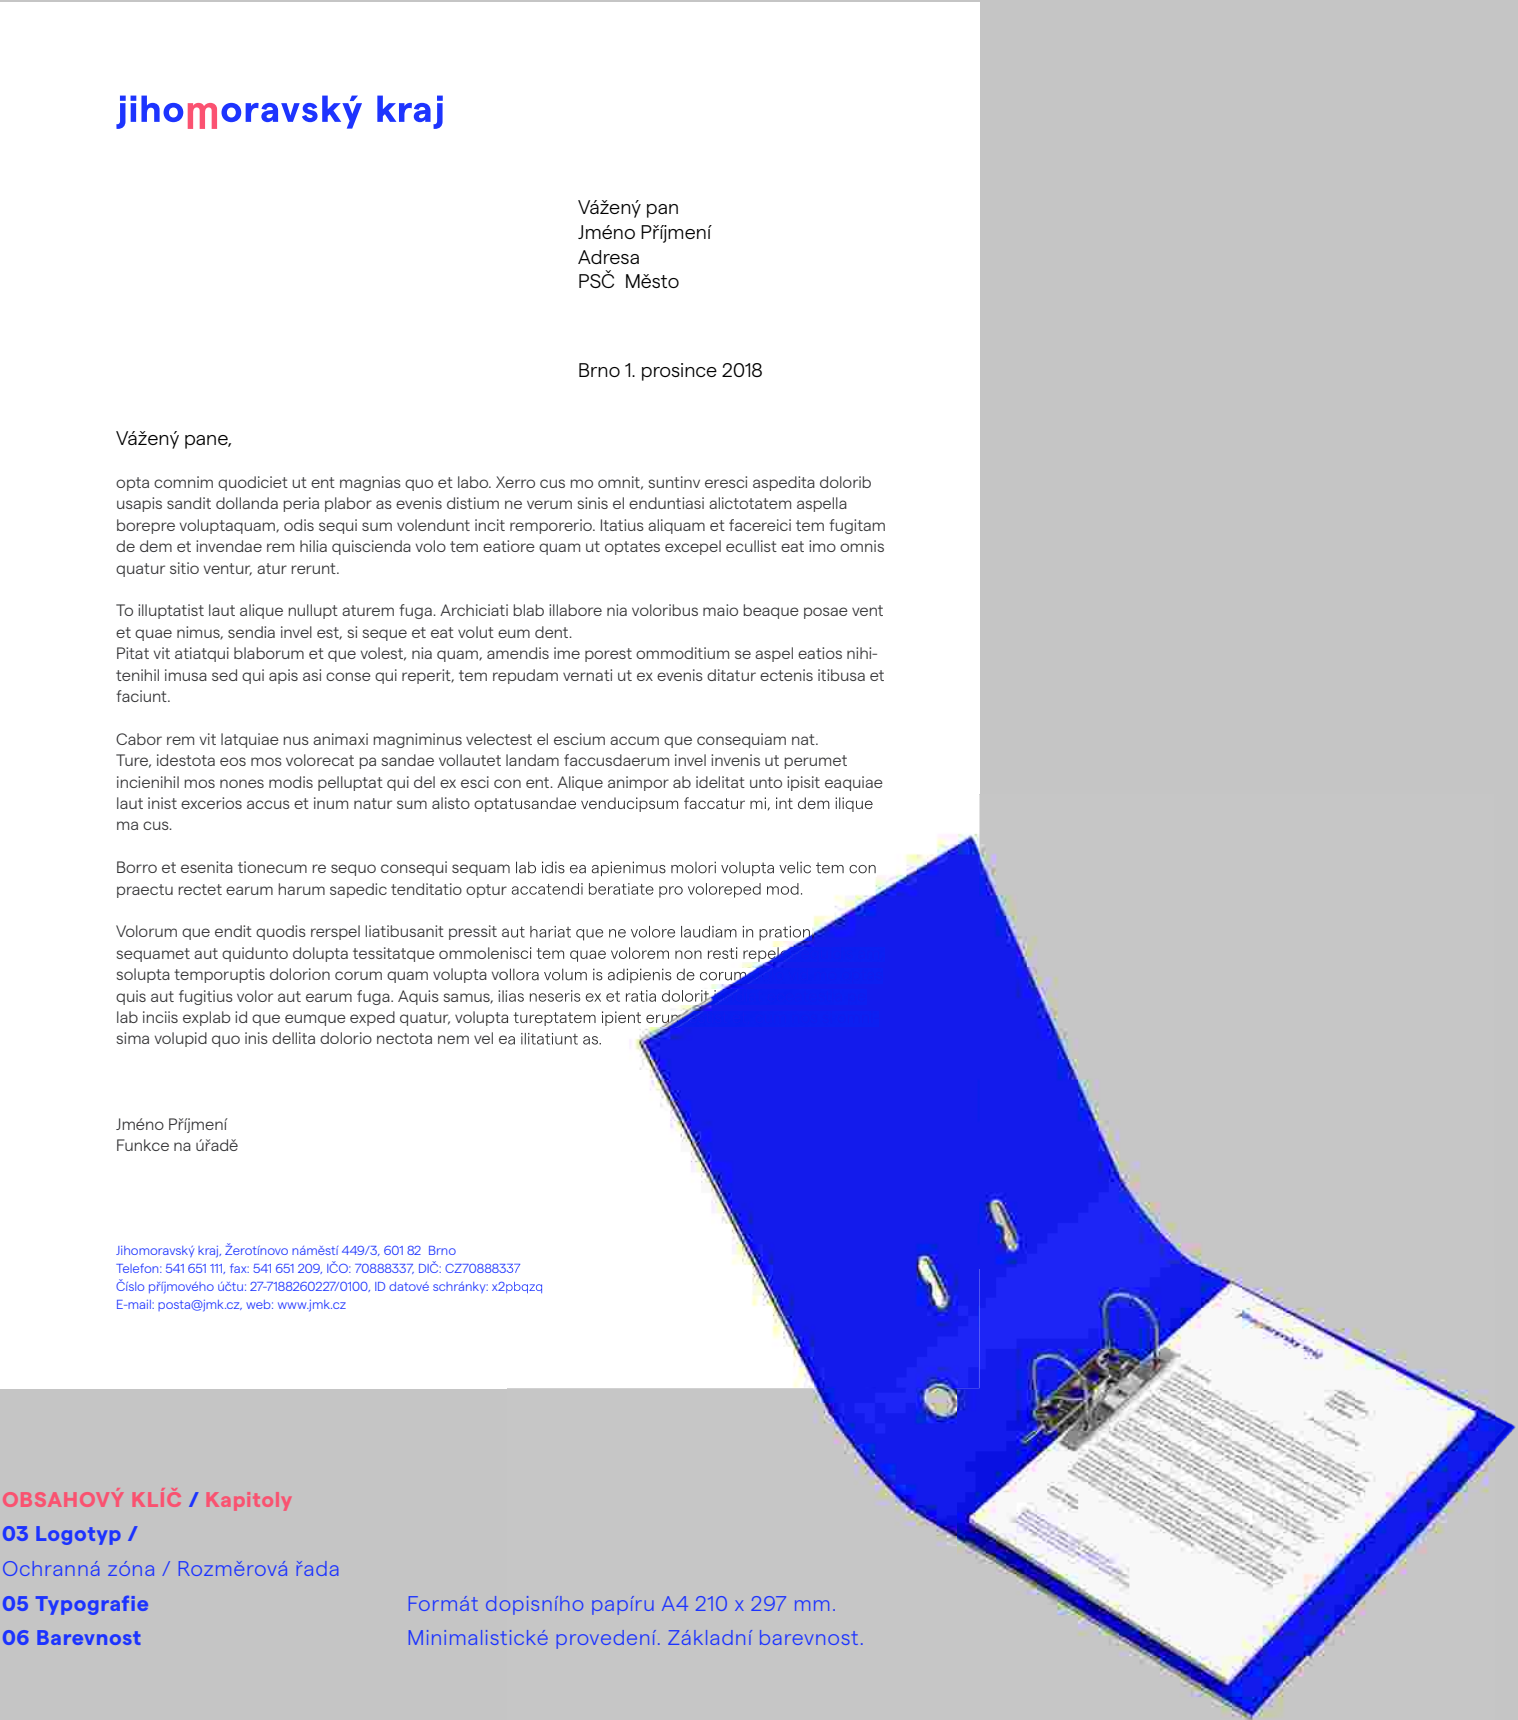 jihomoravský kraj
Vážený pan
Jméno Příjmení
Adresa
PSČ Město
Brno 1. prosince 2018
Vážený pane,
opta comnim quodiciet ut ent magnias quo et labo. Xerro cus mo omnit, suntinv eresci aspedita dolorib
usapis sandit dollanda peria plabor as evenis distium ne verum sinis el enduntiasi alictotatem aspella
borepre voluptaquam, odis sequi sum volendunt incit remporerio. Itatius aliquam et facereici tem fugitam
de dem et invendae rem hilia quiscienda volo tem eatiore quam ut optates excepel ecullist eat imo omnis
quatur sitio ventur, atur rerunt.
To illuptatist laut alique nullupt aturem fuga. Archiciati blab illabore nia voloribus maio beaque posae vent
et quae nimus, sendia invel est, si seque et eat volut eum dent.
Pitat vit atiatqui blaborum et que volest, nia quam, amendis ime porest ommoditium se aspel eatios nihi-
tenihil imusa sed qui apis asi conse qui reperit, tem repudam vernati ut ex evenis ditatur ectenis itibusa et
faciunt.
Cabor rem vit latquiae nus animaxi magniminus velectest el escium accum que consequiam nat.
Ture, idestota eos mos volorecat pa sandae vollautet landam faccusdaerum invel invenis ut perumet
incienihil mos nones modis pelluptat qui del ex esci con ent. Alique animpor ab idelitat unto ipisit eaquiae
laut inist excerios accus et inum natur sum alisto optatusandae venducipsum faccatur mi, int dem ilique
ma cus.
Borro et esenita tionecum re sequo consequi sequam lab idis ea apienimus molori volupta velic tem con
praectu rectet earum harum sapedic tenditatio optur accatendi beratiate pro voloreped mod.
Volorum que endit quodis rerspel liatibusanit pressit aut hariat que ne volore laudiam in pration
sequamet aut quidunto dolupta tessitatque ommolenisci tem quae volorem non resti
solupta temporuptis dolorion corum quam volupta vollora volum is adipienis de corum
quis aut fugitius volor aut earum fuga. Aquis samus, ilias neseris ex et ratia dolorit
lab inciis explab id que eumque exped quatur, volupta tureptatem ipient
sima volupid quo inis dellita dolorio nectota nem vel ea ilitatiunt as.
Jméno Příjmení
Funkce na úřadě
Jihomoravský kraj, Žerotínovo náměstí 449/3, 601 82 Brno
Telefon: 541 651 111, fax: 541 651 209, IČO: 70888337, DIČ: CZ70888337
Číslo příjmového účtu: 27-7188260227/0100, ID datové schránky: x2pbqzq
E-mail: posta@jmk.cz, web: www.jmk.cz
jihomoravský kraj
OBSAHOVÝ KLÍČ / Kapitoly
03 Logotyp /
Ochranná zóna / Rozměrová řada
05 Typografie
06 Barevnost
Formát dopisního papíru A4 210 x 297 mm.
Minimalistické provedení. Základní barevnost.